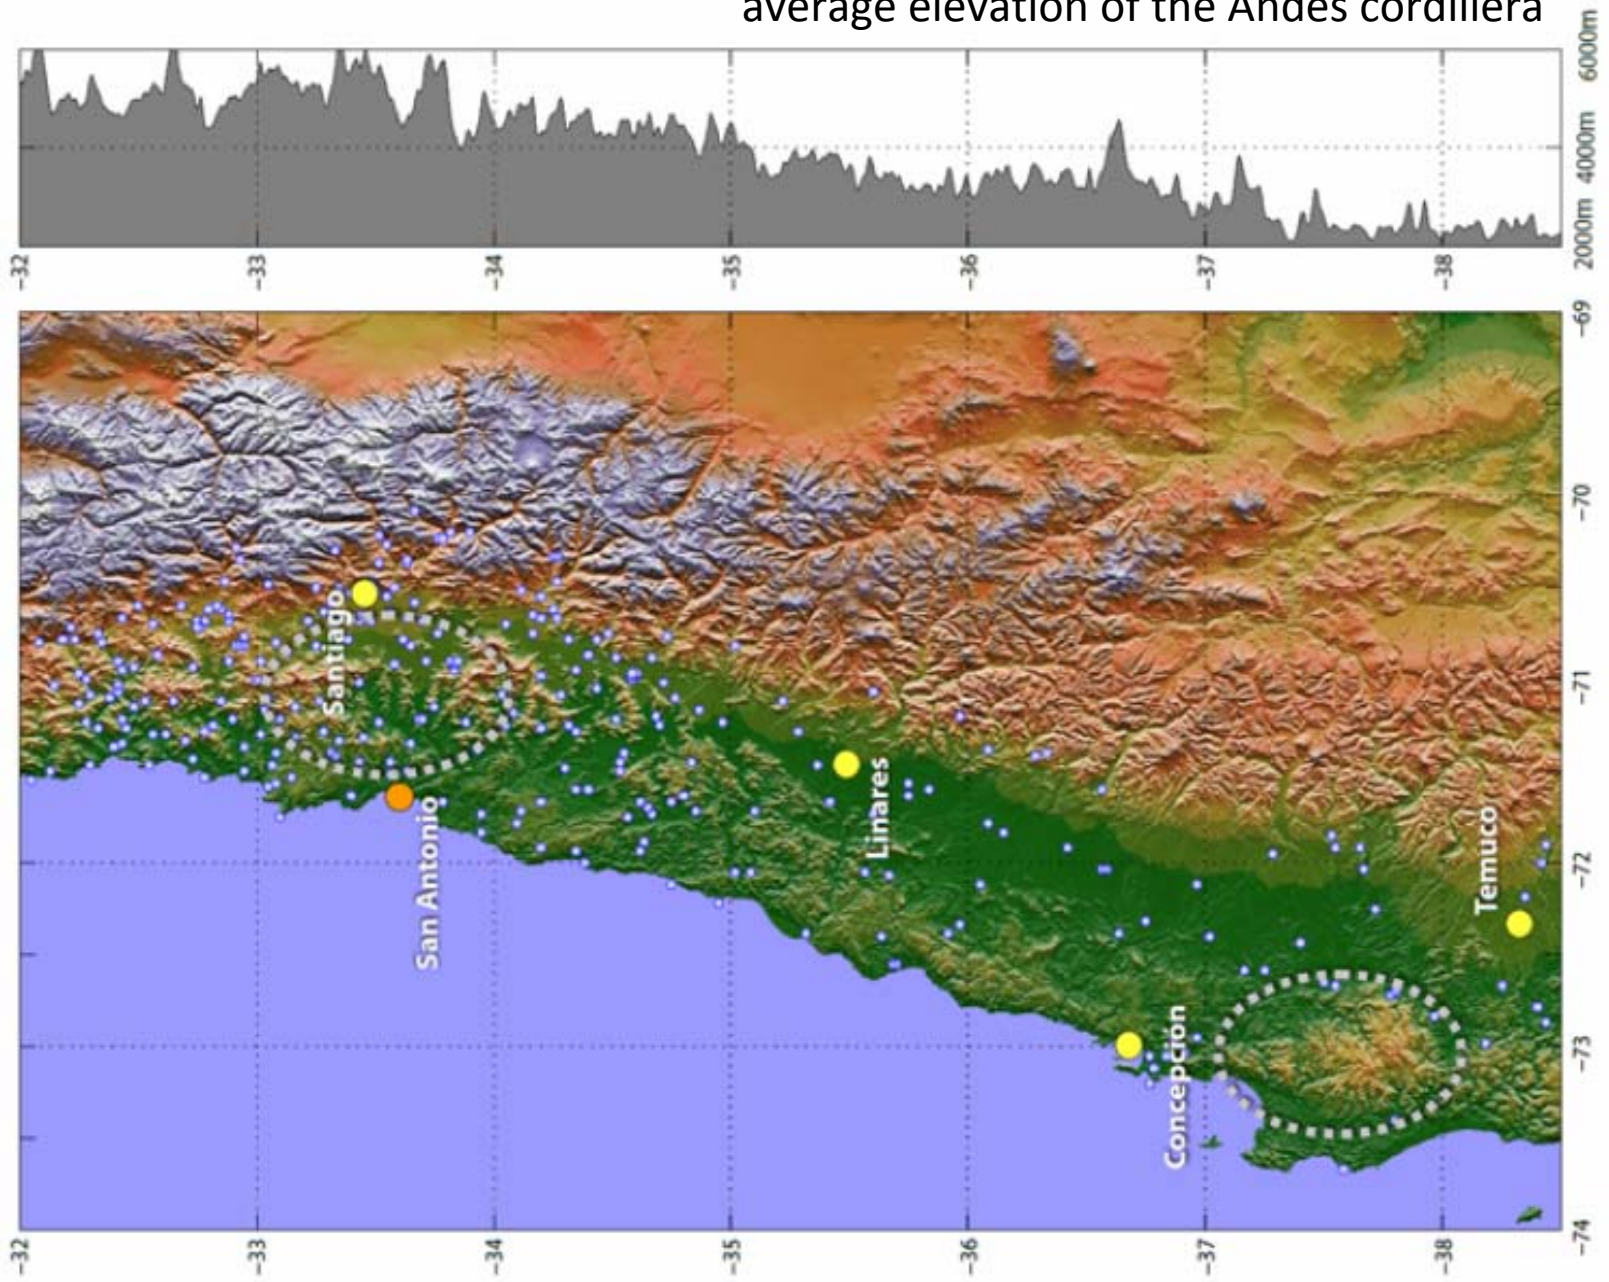 average elevation of the Andes cordillera
6000m
4000m
2000m
-32
-33
-34
-35
-36
-37
-38
-69
-70
-71
-72
-73
-74
Santiago
San Antonio
Linares
Concepción
Temuco
-32
-33
-34
-35
-36
-37
-38